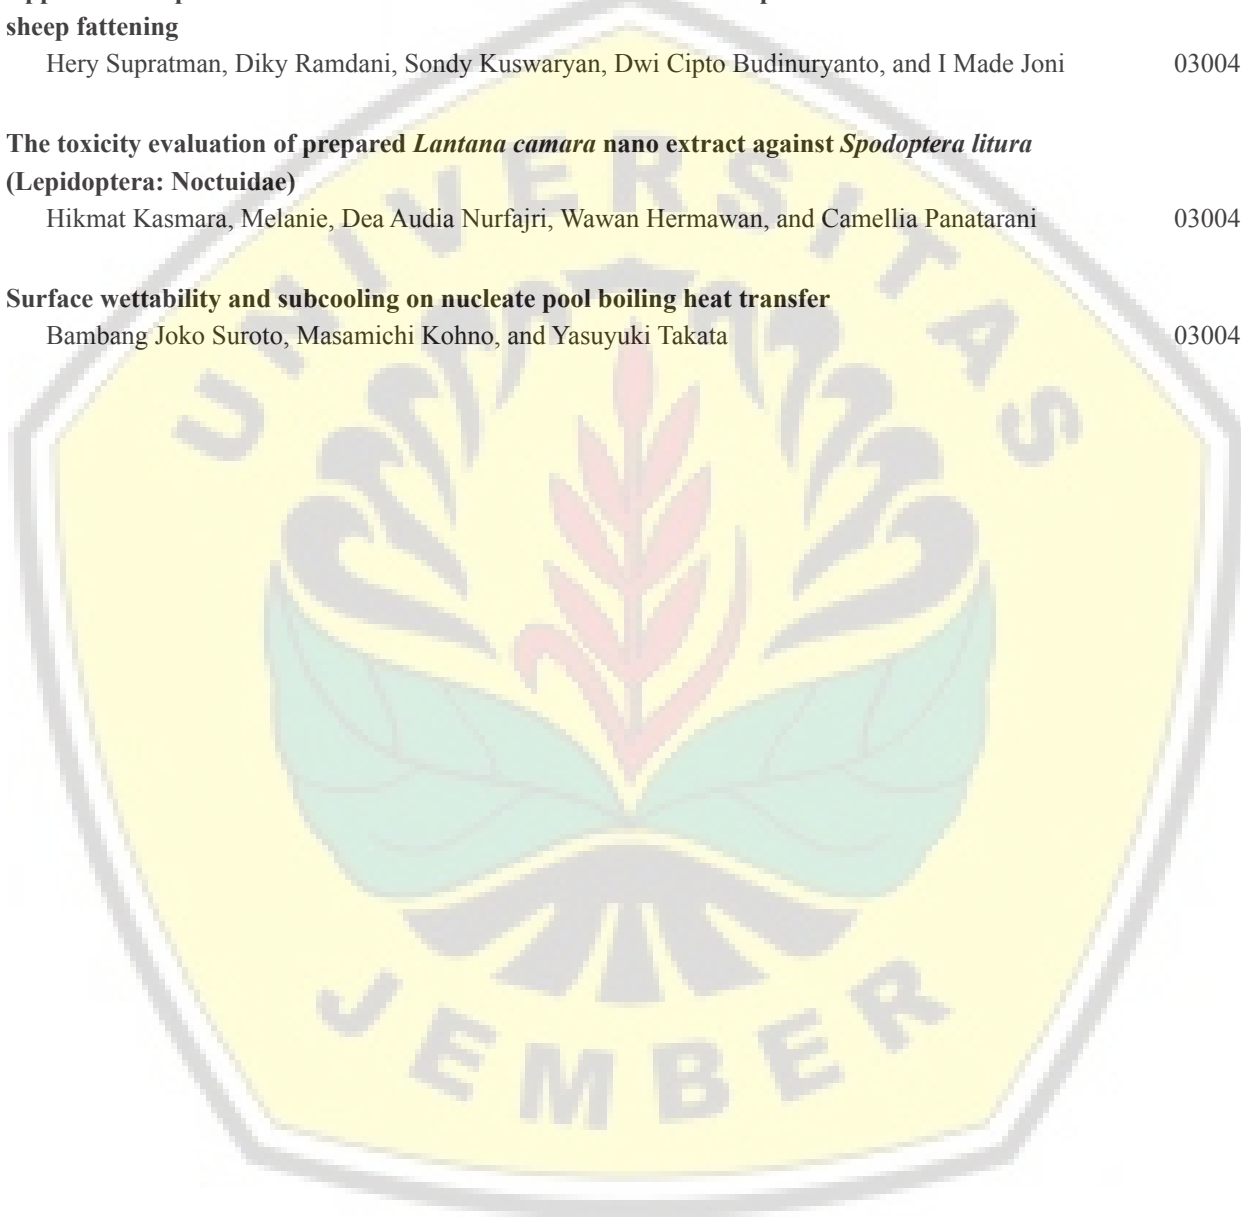 sheep fattening
Hery Supratman, Diky Ramdani, Sondy Kuswaryan, Dwi Cipto Budinuryanto, and I Made Joni 03004
The toxicity evaluation of prepared Lantana camara nano extract against Spodoptera litura
(Lepidoptera: Noctuidae)
Hikmat Kasmara, Melanie, Dea Audia Nurfajri, Wawan Hermawan, and Camellia Panatarani 03004
Surface wettability and subcooling on nucleate pool boiling heat transfer
Bambang Joko Suroto, Masamichi Kohno, and Yasuyuki Takata 03004
UNIVERSITAS
JEMBER